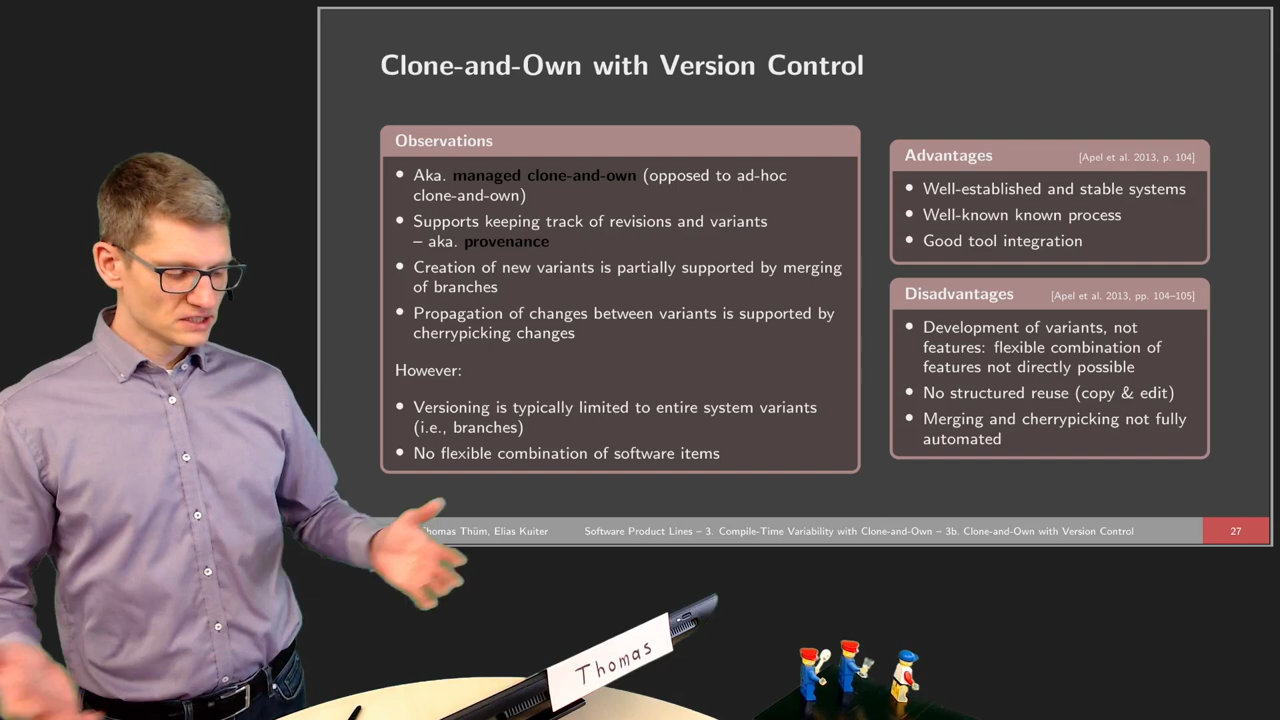 Clone-and-Own with Version Control
Observations
• Aka. managed clone-and-own (opposed to ad-hoc
clone-and-own)
• Supports keeping track of revisions and variants
– aka. provenance
• Creation of new variants is partially supported by merging
of branches
• Propagation of changes between variants is supported by
cherrypicking changes
However:
• Versioning is typically limited to entire system variants
(i.e., branches)
• No flexible combination of software items
Advantages [Apel et al. 2013, p. 104]
• Well-established and stable systems
• Well-known known process
• Good tool integration
Disadvantages [Apel et al. 2013, pp. 104–105]
• Development of variants, not
features: flexible combination of
features not directly possible
• No structured reuse (copy & edit)
• Merging and cherrypicking not fully
automated
Thüm, Elias Kuiter Software Product Lines – 3. Compile-Time Variability with Clone-and-Own – 3b. Clone-and-Own with Version Control 27
Thomas